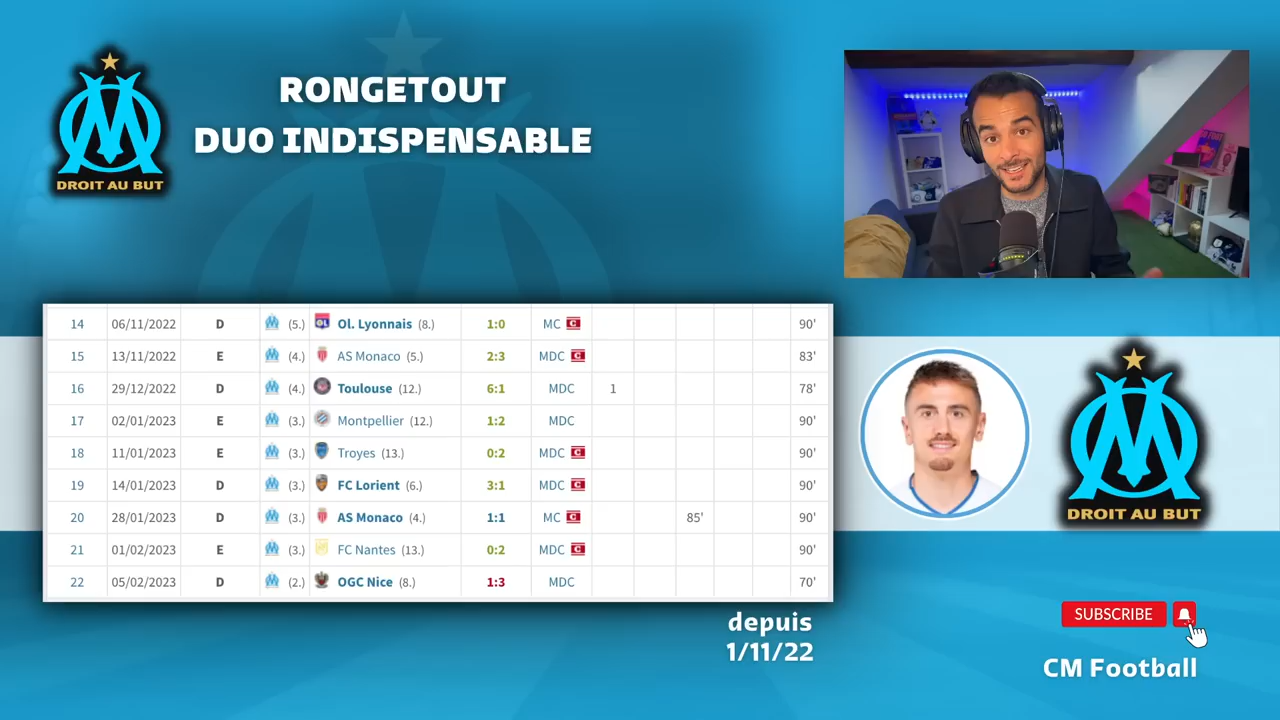 RONGETOUT
DUO INDISPENSABLE
DROIT AU BUT
14 06/11/2022 D (5.) OL Ol. Lyonnais (8.) 1:0 MC C 90'
15 13/11/2022 E (4.) AS Monaco (5.) 2:3 MDC C 83'
16 29/12/2022 D (4.) Toulouse (12.) 6:1 MDC 1 78'
17 02/01/2023 E (3.) Montpellier (12.) 1:2 MDC 90'
18 11/01/2023 E (3.) Troyes (13.) 0:2 MDC C 90'
19 14/01/2023 D (3.) FC Lorient (6.) 3:1 MDC C 90'
20 28/01/2023 D (3.) AS Monaco (4.) 1:1 MC C 85' 90'
21 01/02/2023 E (3.) FC Nantes (13.) 0:2 MDC C 90'
22 05/02/2023 D (2.) OGC Nice (8.) 1:3 MDC 70'
DROIT AU BUT
depuis
1/11/22
SUBSCRIBE
CM Football